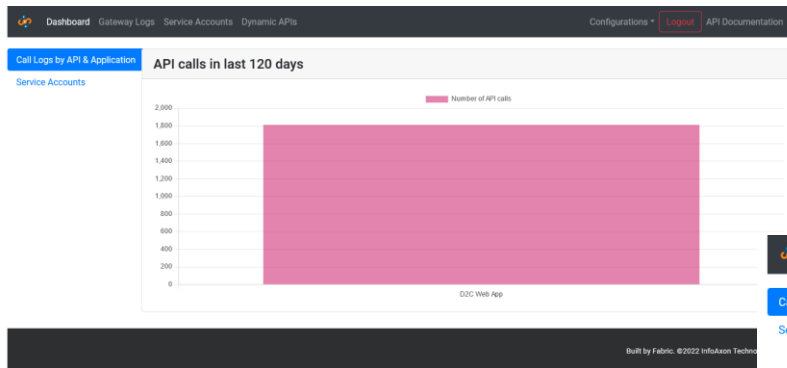 Dashboard Gateway Logs Service Accounts Dynamic APIs Configurations Logout API Documentation
Call Logs by API & Application
Service Accounts
API calls in last 120 days
Number of API calls
2,000
1,800
1,600
1,400
1,200
1,000
800
600
400
200
0
D2C Web App
Built by Fabric. ©2022 InfoAxon Techno